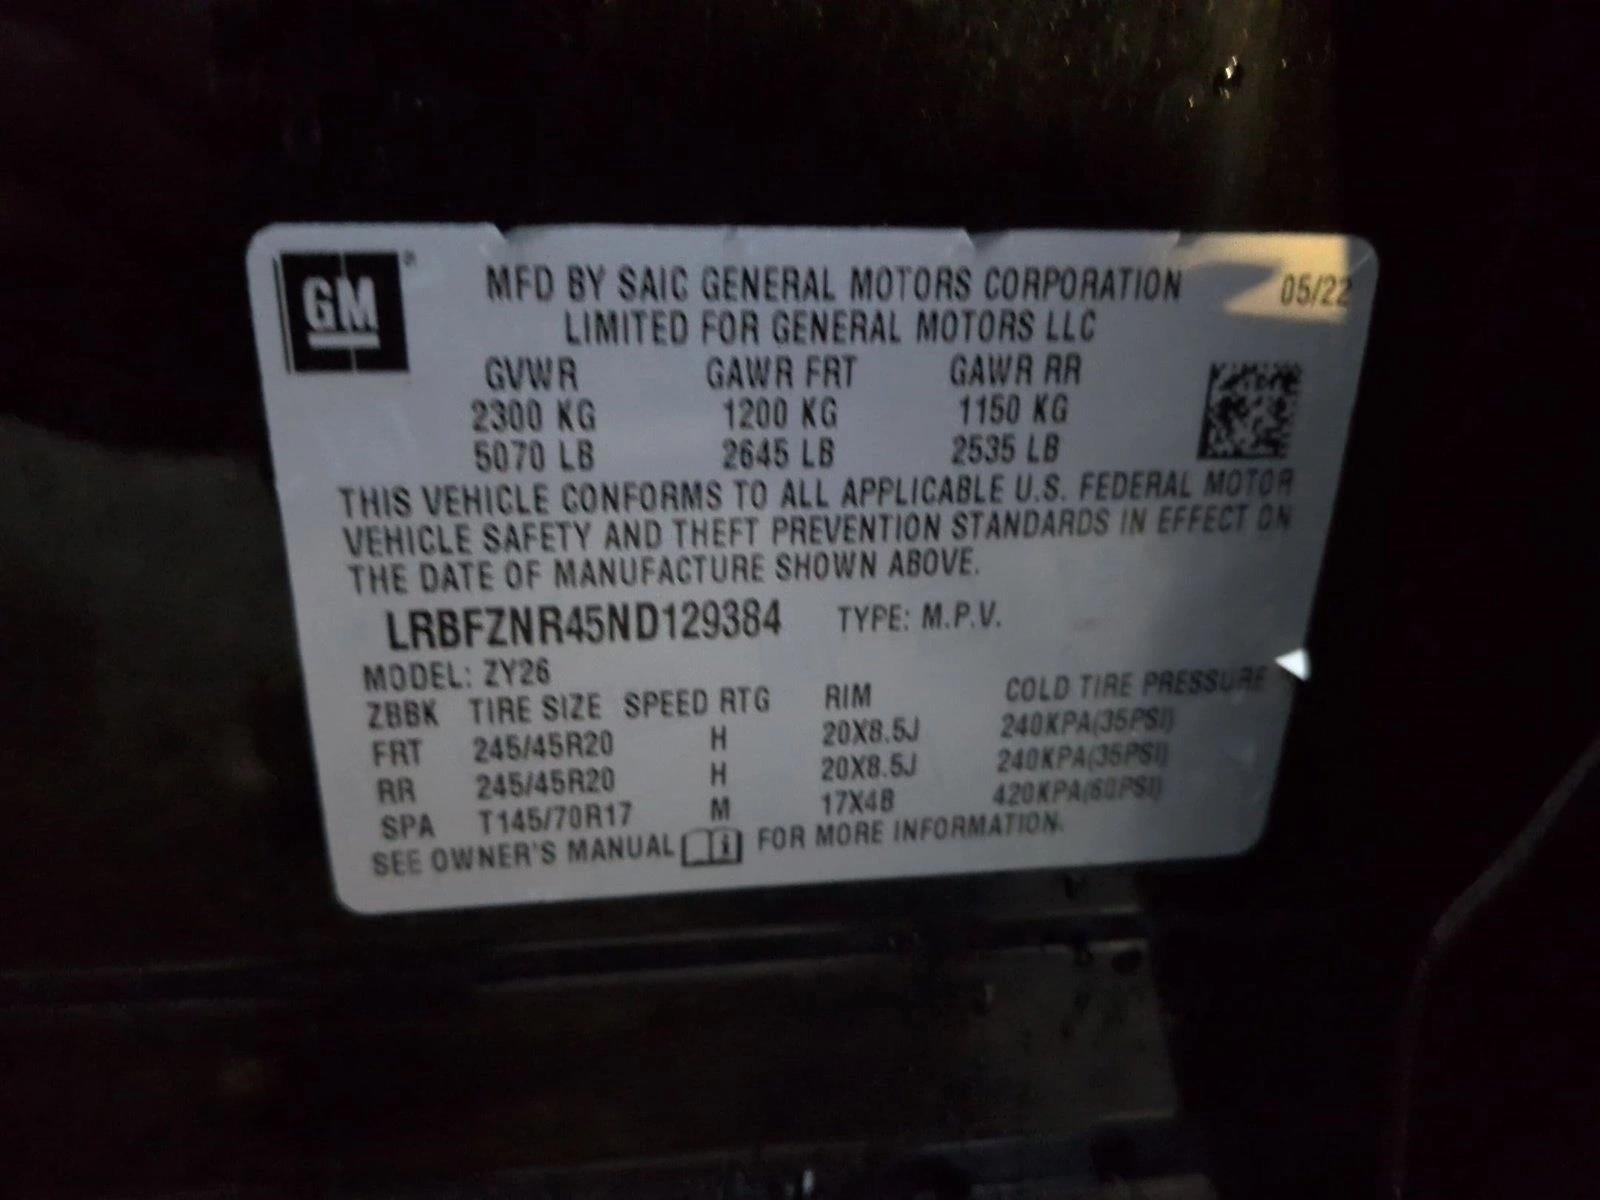 GM
MFD BY SAIC GENERAL MOTORS CORPORATION 05/22
LIMITED FOR GENERAL MOTORS LLC
GVWR GAWR FRT GAWR RR
2300 KG 1200 KG 1150 KG
5070 LB 2645 LB 2535 LB
THIS VEHICLE CONFORMS TO ALL APPLICABLE U.S. FEDERAL MOTOR
VEHICLE SAFETY AND THEFT PREVENTION STANDARDS IN EFFECT ON
THE DATE OF MANUFACTURE SHOWN ABOVE.
LRBFZNR45ND129384 TYPE: M.P.V.
MODEL: ZY26
ZBBK TIRE SIZE SPEED RTG RIM COLD TIRE PRESSURE
FRT 245/45R20 H 20X8.5J 240KPA(35PSI)
RR 245/45R20 H 20X8.5J 240KPA(35PSI)
SPA T145/70R17 M 17X4B 420KPA(60PSI)
SEE OWNER'S MANUAL i FOR MORE INFORMATION.